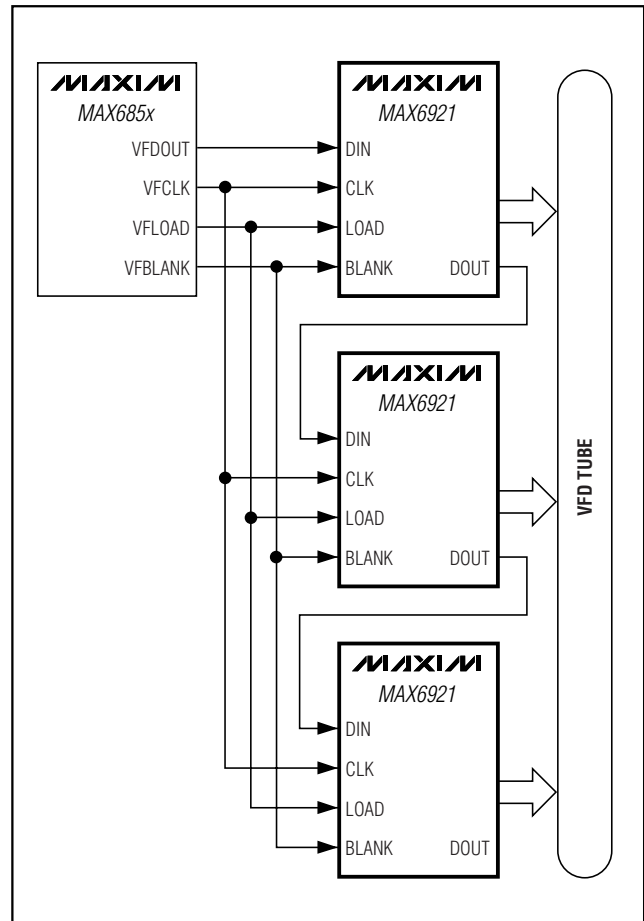 MAXIM
MAX685x
VFDOUT
VFCLK
VFLOAD
VFBLANK
MAXIM
MAX6921
DIN
CLK
LOAD
BLANK DOUT
MAXIM
MAX6921
DIN
CLK
LOAD
BLANK DOUT
MAXIM
MAX6921
DIN
CLK
LOAD
BLANK DOUT
VFD TUBE